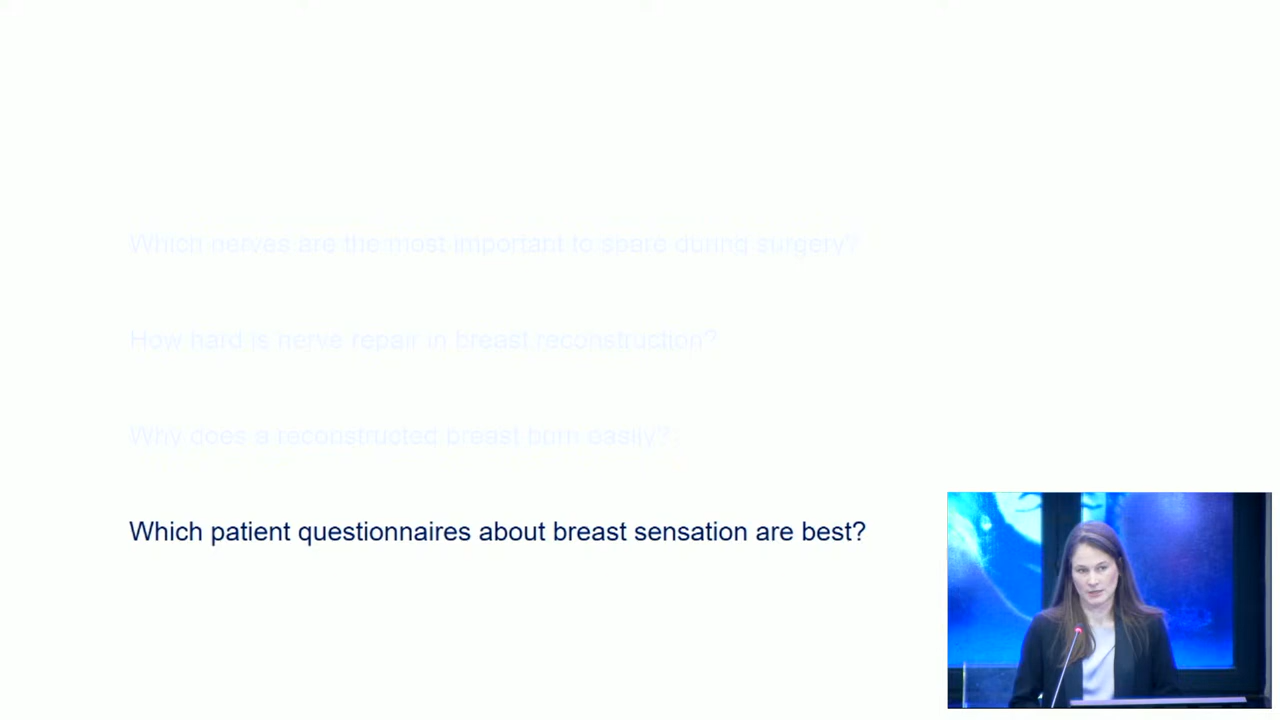 Which nerves are the most important to spare during surgery?
How hard is nerve repair in breast reconstruction?
Why does a reconstructed breast burn easily?
Which patient questionnaires about breast sensation are best?